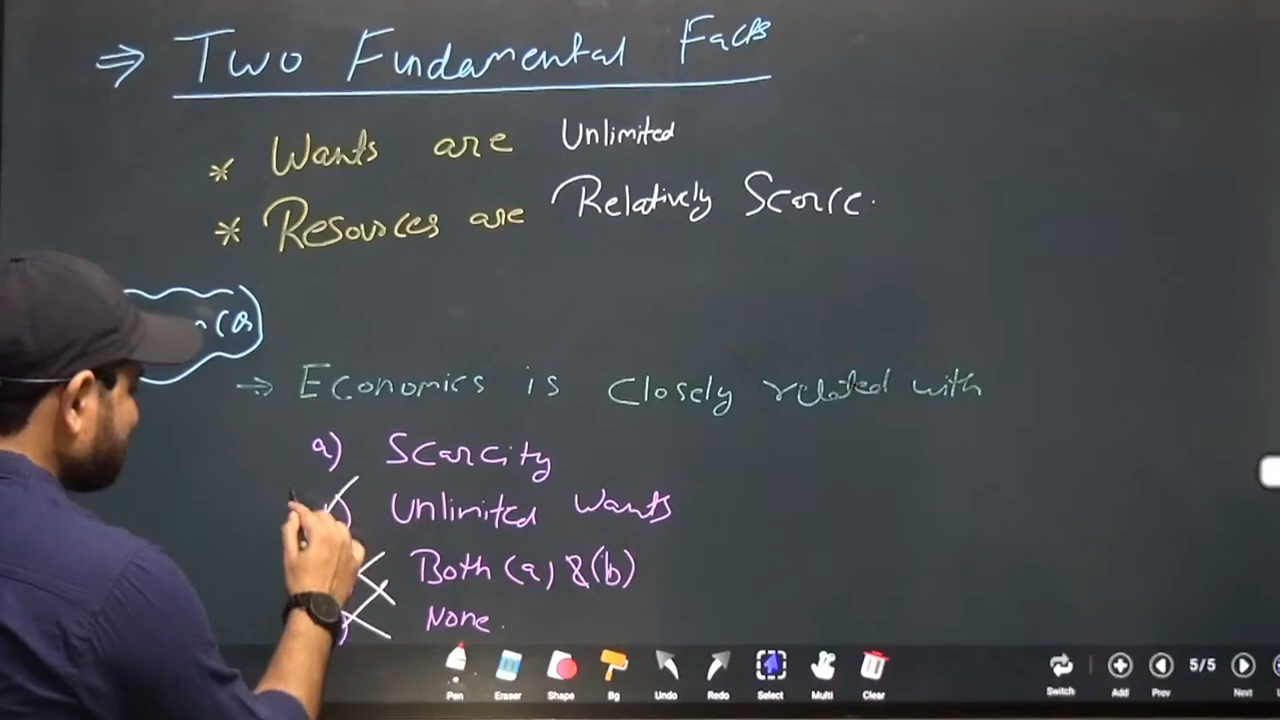 ⇒ Two Fundamental Facts
* Wants are Unlimited
* Resources are Relatively Scarce.
→ Economics is Closely related with
a) Scarcity
Unlimited Wants
Both (a) & (b)
) None.
Pen Eraser Shape Bg Undo Redo Select Multi Clear Switch Add Prev 5/5 Next